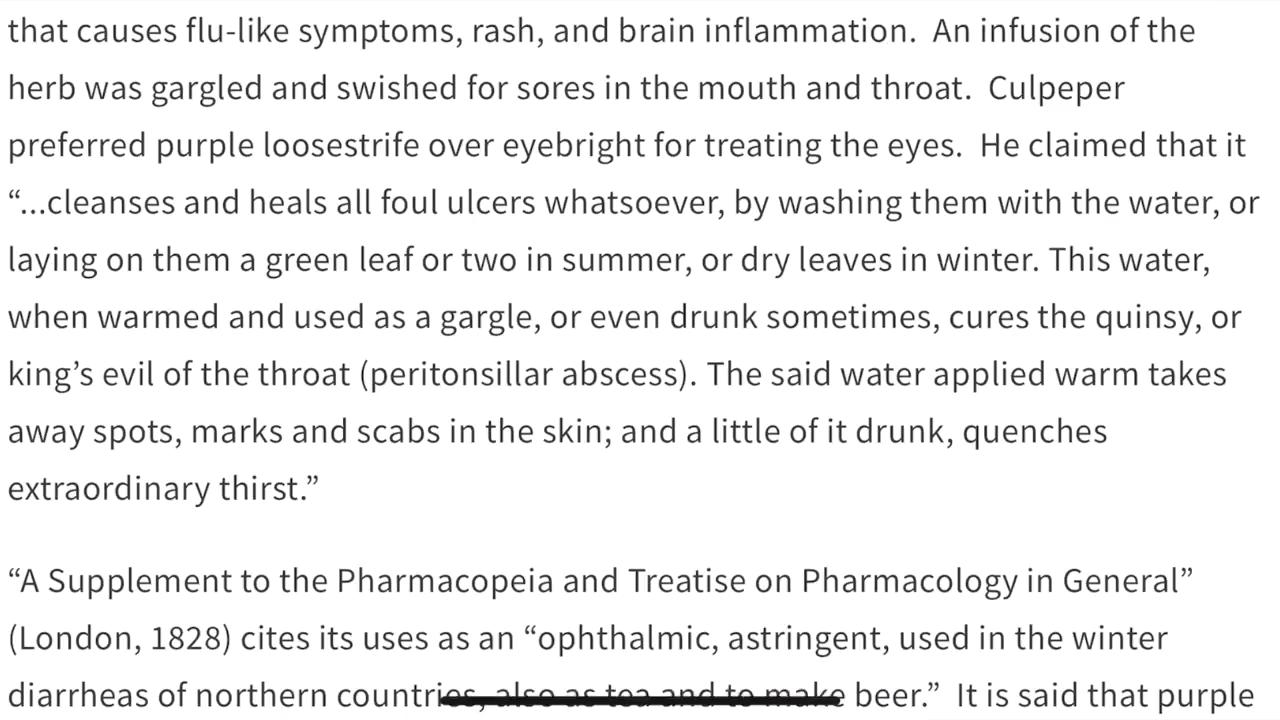 that causes flu-like symptoms, rash, and brain inflammation.  An infusion of the
herb was gargled and swished for sores in the mouth and throat.  Culpeper
preferred purple loosestrife over eyebright for treating the eyes.  He claimed that it
“...cleanses and heals all foul ulcers whatsoever, by washing them with the water, or
laying on them a green leaf or two in summer, or dry leaves in winter. This water,
when warmed and used as a gargle, or even drunk sometimes, cures the quinsy, or
king’s evil of the throat (peritonsillar abscess). The said water applied warm takes
away spots, marks and scabs in the skin; and a little of it drunk, quenches
extraordinary thirst.”
“A Supplement to the Pharmacopeia and Treatise on Pharmacology in General”
(London, 1828) cites its uses as an “ophthalmic, astringent, used in the winter
diarrheas of northern countries, also as tea and to make beer.”  It is said that purple